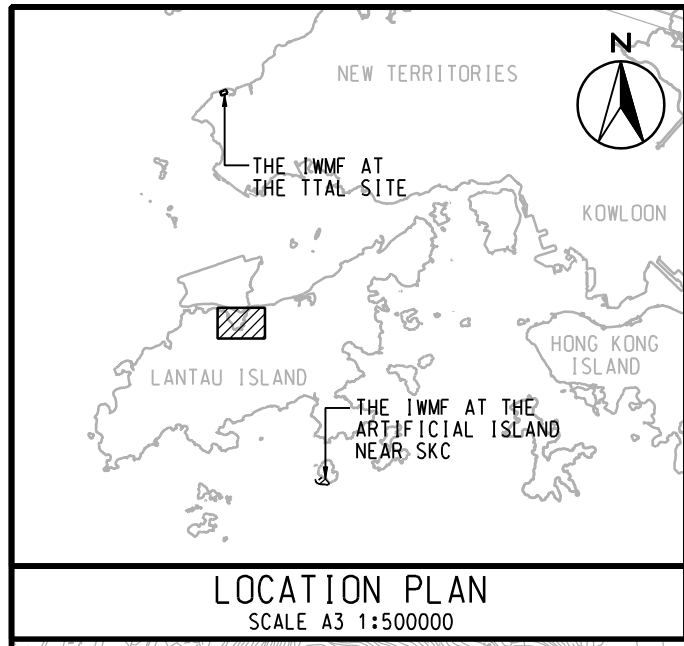 N
NEW TERRITORIES
THE IWMF AT
THE TTAL SITE
KOWLOON
HONG KONG
ISLAND
LANTAU ISLAND
THE IWMF AT THE
ARTIFICIAL ISLAND
NEAR SKC
LOCATION PLAN
SCALE A3 1:500000